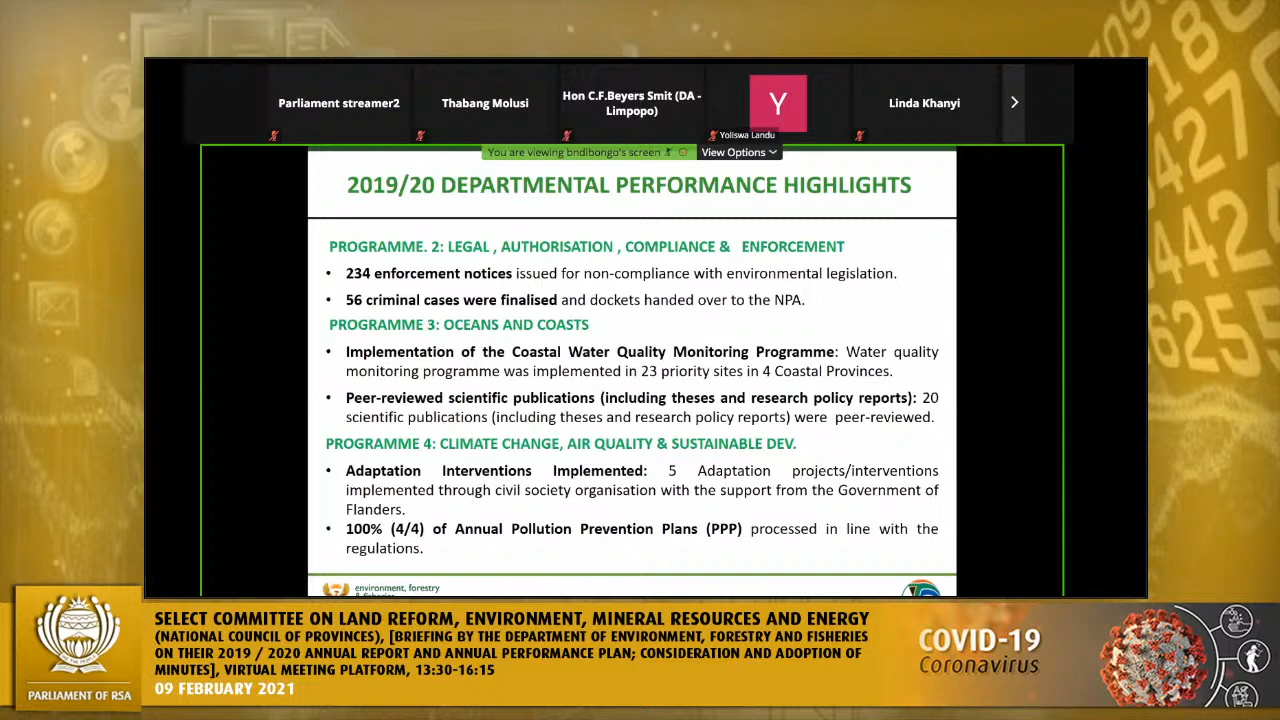 Parliament streamer2
Thabang Molusi
Hon C.F.Beyers Smit (DA -
Limpopo)
Y
Yoliswa Landu
Linda Khanyi
You are viewing bndibongo's screen
View Options
2019/20 DEPARTMENTAL PERFORMANCE HIGHLIGHTS
PROGRAMME. 2: LEGAL , AUTHORISATION , COMPLIANCE & ENFORCEMENT
• 234 enforcement notices issued for non-compliance with environmental legislation.
• 56 criminal cases were finalised and dockets handed over to the NPA.
PROGRAMME 3: OCEANS AND COASTS
• Implementation of the Coastal Water Quality Monitoring Programme: Water quality
monitoring programme was implemented in 23 priority sites in 4 Coastal Provinces.
• Peer-reviewed scientific publications (including theses and research policy reports): 20
scientific publications (including theses and research policy reports) were peer-reviewed.
PROGRAMME 4: CLIMATE CHANGE, AIR QUALITY & SUSTAINABLE DEV.
• Adaptation Interventions Implemented: 5 Adaptation projects/interventions
implemented through civil society organisation with the support from the Government of
Flanders.
• 100% (4/4) of Annual Pollution Prevention Plans (PPP) processed in line with the
regulations.
environment, forestry
& fisheries
PARLIAMENT OF RSA
SELECT COMMITTEE ON LAND REFORM, ENVIRONMENT, MINERAL RESOURCES AND ENERGY
(NATIONAL COUNCIL OF PROVINCES), [BRIEFING BY THE DEPARTMENT OF ENVIRONMENT, FORESTRY AND FISHERIES
ON THEIR 2019 / 2020 ANNUAL REPORT AND ANNUAL PERFORMANCE PLAN; CONSIDERATION AND ADOPTION OF
MINUTES], VIRTUAL MEETING PLATFORM, 13:30-16:15
09 FEBRUARY 2021
COVID-19
Coronavirus